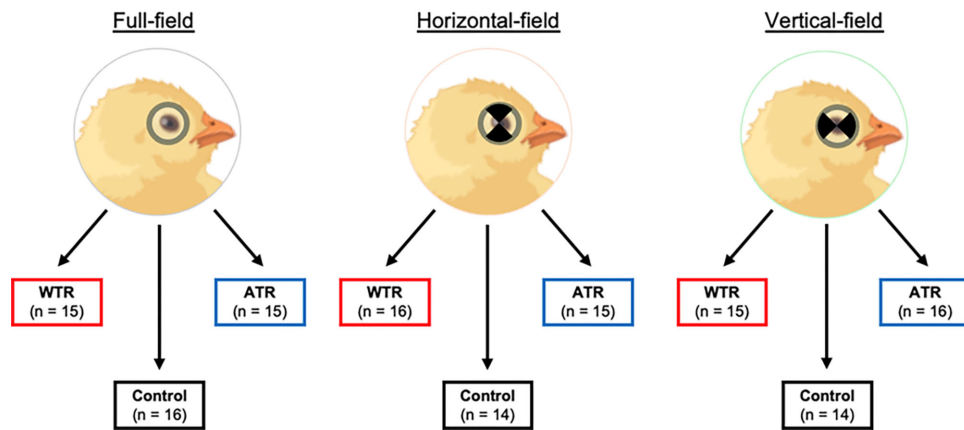 Full-field
Horizontal-field
Vertical-field
WTR
(n = 15)
ATR
(n = 15)
WTR
(n = 16)
ATR
(n = 15)
WTR
(n = 15)
ATR
(n = 16)
Control
(n = 16)
Control
(n = 14)
Control
(n = 14)